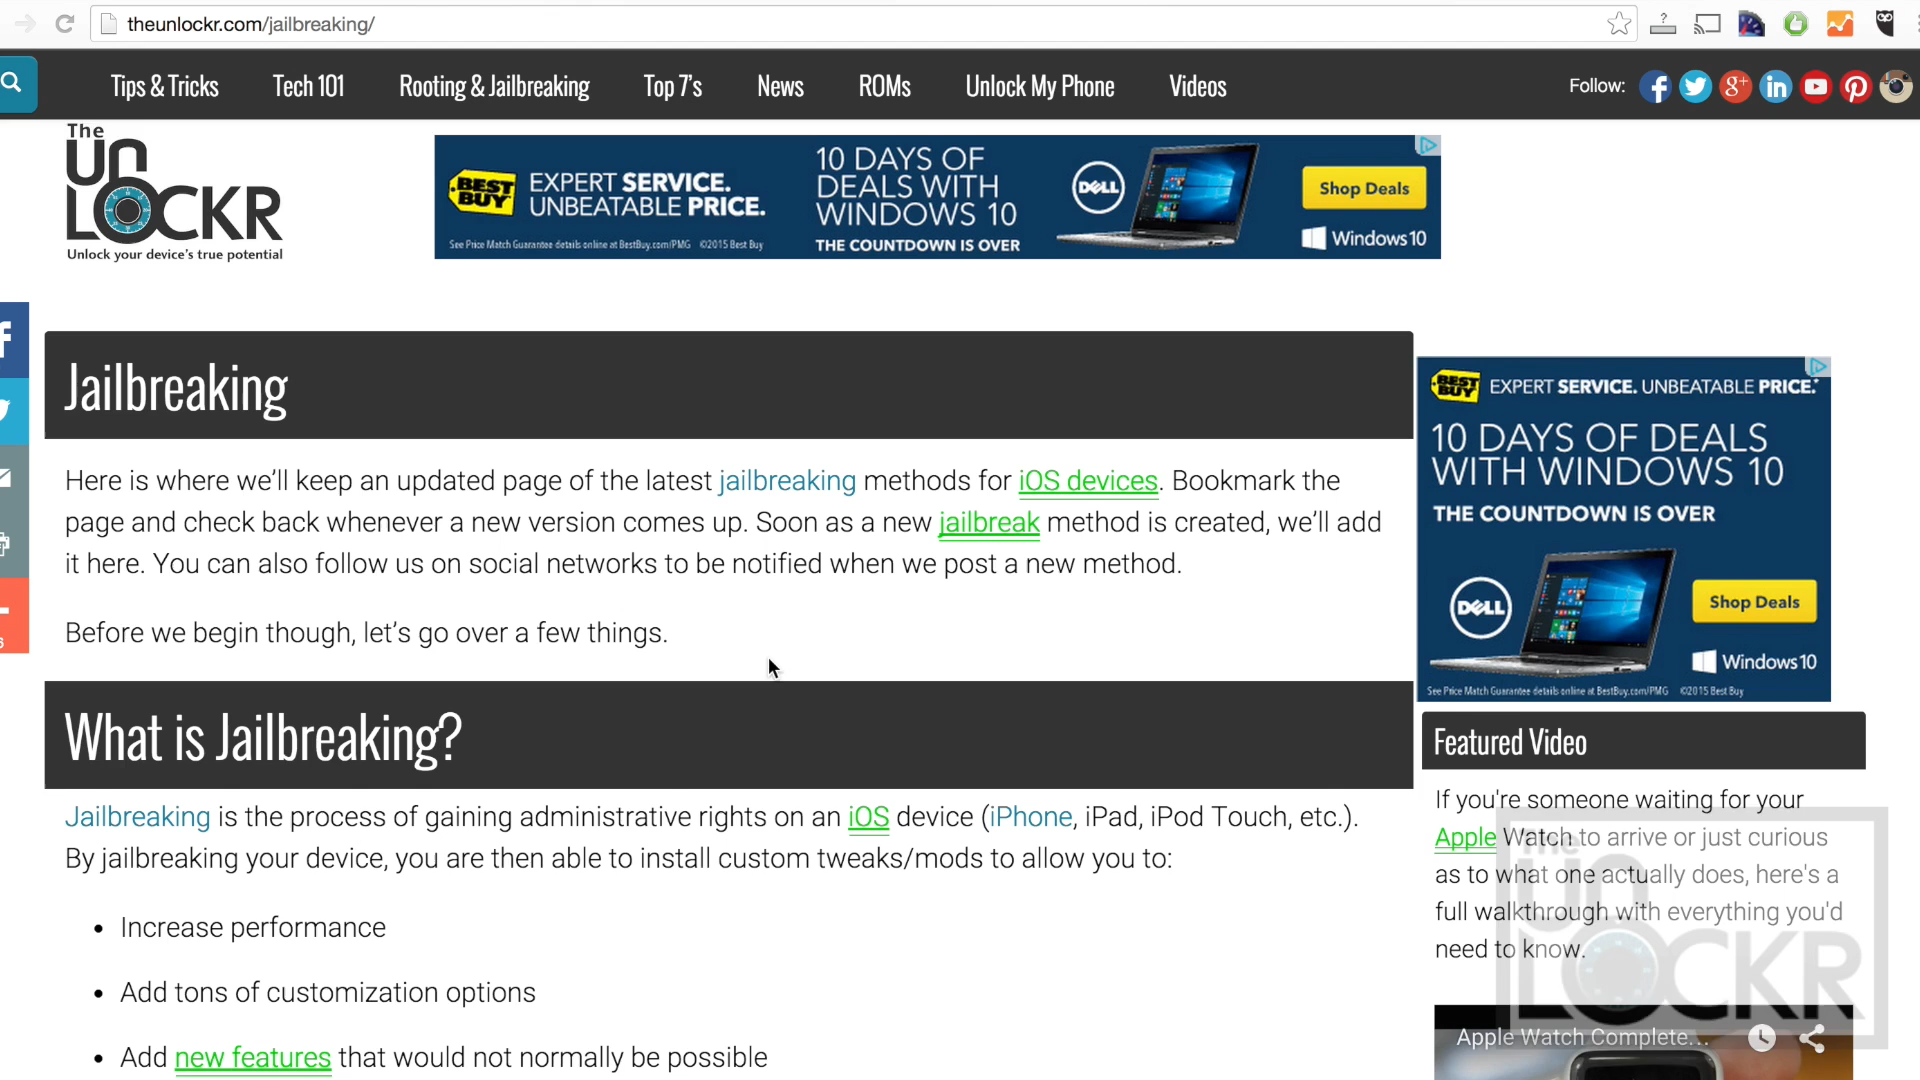 theunlockr.com/jailbreaking/
Tips & Tricks Tech 101 Rooting & Jailbreaking Top 7's News ROMs Unlock My Phone Videos Follow:
The
UN
LOCKR
Unlock your device's true potential
BEST BUY
EXPERT SERVICE.
UNBEATABLE PRICE.
See Price Match Guarantee details online at BestBuy.com/PMG ©2015 Best Buy
10 DAYS OF
DEALS WITH
WINDOWS 10
THE COUNTDOWN IS OVER
DELL
Shop Deals
Windows 10
Jailbreaking
Here is where we'll keep an updated page of the latest jailbreaking methods for iOS devices. Bookmark the
page and check back whenever a new version comes up. Soon as a new jailbreak method is created, we'll add
it here. You can also follow us on social networks to be notified when we post a new method.
Before we begin though, let's go over a few things.
What is Jailbreaking?
Jailbreaking is the process of gaining administrative rights on an iOS device (iPhone, iPad, iPod Touch, etc.).
By jailbreaking your device, you are then able to install custom tweaks/mods to allow you to:
• Increase performance
• Add tons of customization options
• Add new features that would not normally be possible
BEST BUY
EXPERT SERVICE. UNBEATABLE PRICE.*
10 DAYS OF DEALS
WITH WINDOWS 10
THE COUNTDOWN IS OVER
DELL
Shop Deals
Windows 10
See Price Match Guarantee details online at BestBuy.com/PMG ©2015 Best Buy
Featured Video
If you're someone waiting for your
Apple Watch to arrive or just curious
as to what one actually does, here's a
full walkthrough with everything you'd
need to know.
Apple Watch Complete...
The
UN
LOCKR